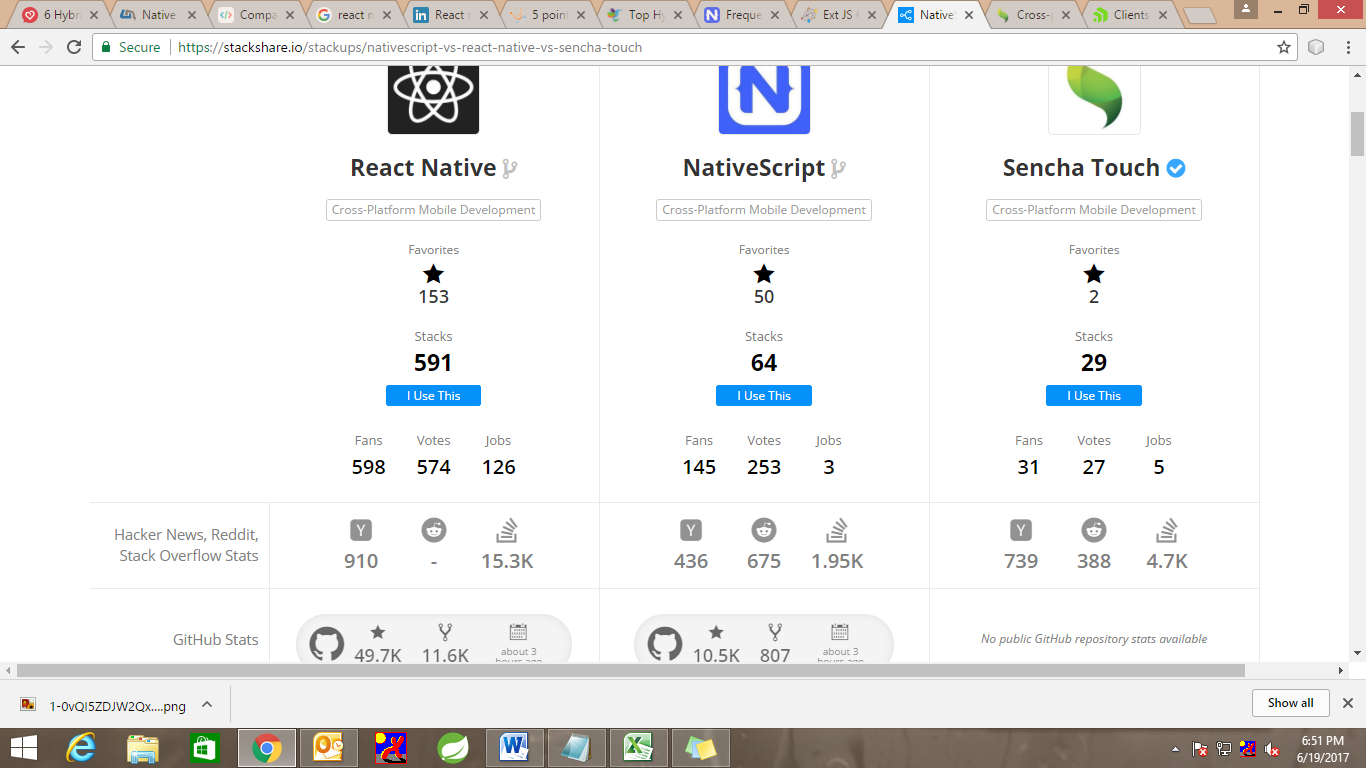 6 Hybri
Native
Compa
react n
React n
5 point
Top Hy
Freque
Ext JS
Native
Cross-
Clients
Secure
https://stackshare.io/stackups/nativescript-vs-react-native-vs-sencha-touch
React Native
NativeScript
Sencha Touch
Cross-Platform Mobile Development
Cross-Platform Mobile Development
Cross-Platform Mobile Development
Favorites
Favorites
Favorites
153
50
2
Stacks
Stacks
Stacks
591
64
29
I Use This
I Use This
I Use This
Fans Votes Jobs
Fans Votes Jobs
Fans Votes Jobs
598 574 126
145 253 3
31 27 5
Hacker News, Reddit,
Stack Overflow Stats
910 - 15.3K
436 675 1.95K
739 388 4.7K
GitHub Stats
49.7K 11.6K about 3
hours ago
10.5K 807 about 3
hours ago
No public GitHub repository stats available
1-0vQI5ZDJW2Qx....png
Show all
6:51 PM
6/19/2017